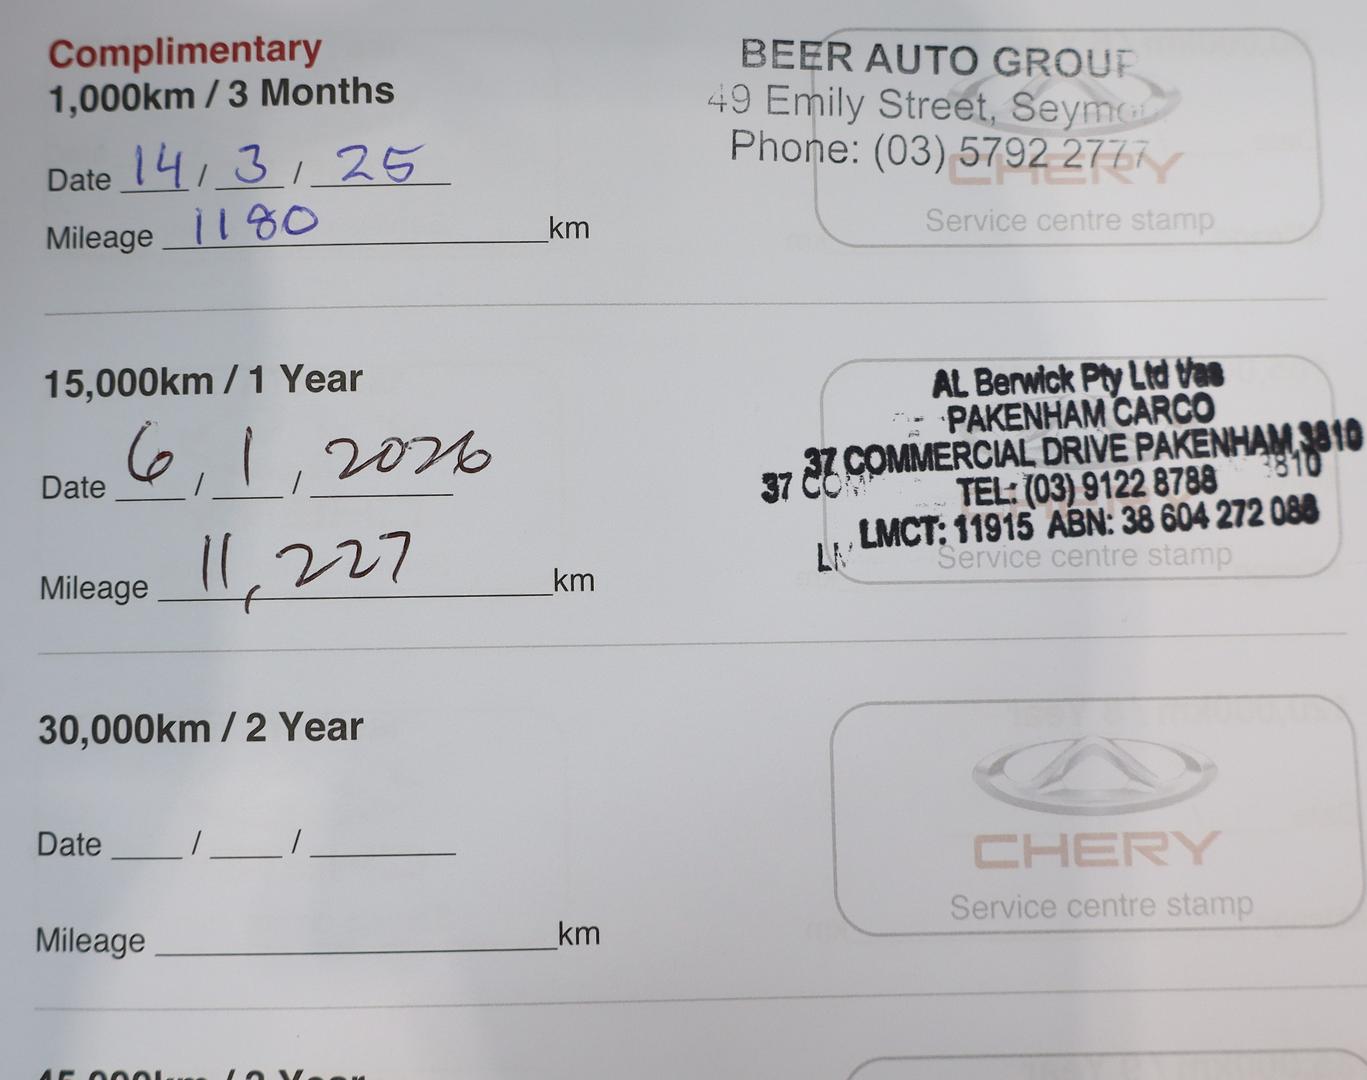 Complimentary
1,000km / 3 Months
Date 14 / 3 / 25
Mileage 1180 km
BEER AUTO GROUP
49 Emily Street,
Phone: (03) 5792 2777
CHERY
Service centre stamp
15,000km / 1 Year
Date 6 / 1 / 2026
Mileage 11,227 km
AL Berwick Pty Ltd
PAKENHAM CARCO
37 COMMERCIAL DRIVE PAKENHAM 3810
37 3810
TEL: (03) 9122 8788
LMCT: 11915 ABN: 38 604 272 088
Service centre stamp
30,000km / 2 Year
Date / /
Mileage km
CHERY
Service centre stamp